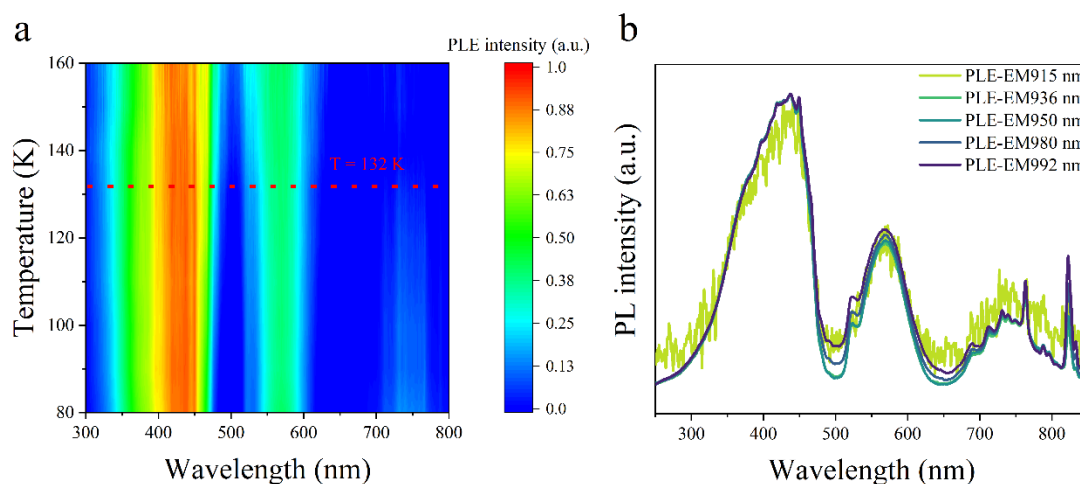 a
PLE intensity (a.u.)
160
140
120
100
80
Temperature (K)
T = 132 K
300 400 500 600 700 800
Wavelength (nm)
1.0
0.88
0.75
0.63
0.50
0.38
0.25
0.13
0.0
b
PL intensity (a.u.)
PLE-EM915 nm
PLE-EM936 nm
PLE-EM950 nm
PLE-EM980 nm
PLE-EM992 nm
300 400 500 600 700 800
Wavelength (nm)